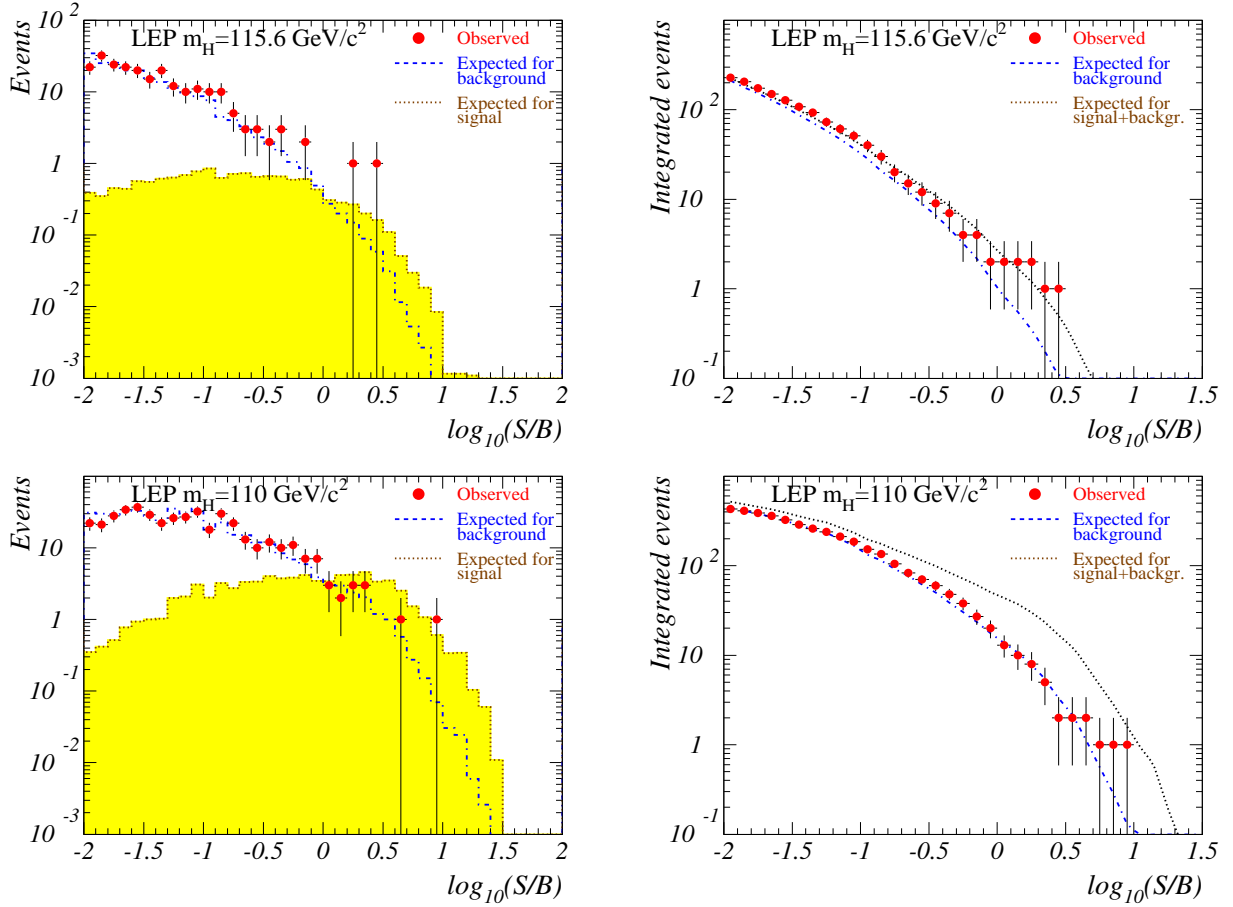 LEP m_H=115.6 GeV/c^2
Events
10^2
10
1
10^-1
10^-2
10^-3
Observed
Expected for
background
Expected for
signal
-2 -1.5 -1 -0.5 0 0.5 1 1.5 2
log_10(S/B)
LEP m_H=115.6 GeV/c^2
Integrated events
10^2
10
1
10^-1
Observed
Expected for
background
Expected for
signal+backgr.
-2 -1.5 -1 -0.5 0 0.5 1 1.5
log_10(S/B)
LEP m_H=110 GeV/c^2
Events
10
1
10^-1
10^-2
10^-3
Observed
Expected for
background
Expected for
signal
-2 -1.5 -1 -0.5 0 0.5 1 1.5 2
log_10(S/B)
LEP m_H=110 GeV/c^2
Integrated events
10^2
10
1
10^-1
Observed
Expected for
background
Expected for
signal+backgr.
-2 -1.5 -1 -0.5 0 0.5 1 1.5
log_10(S/B)